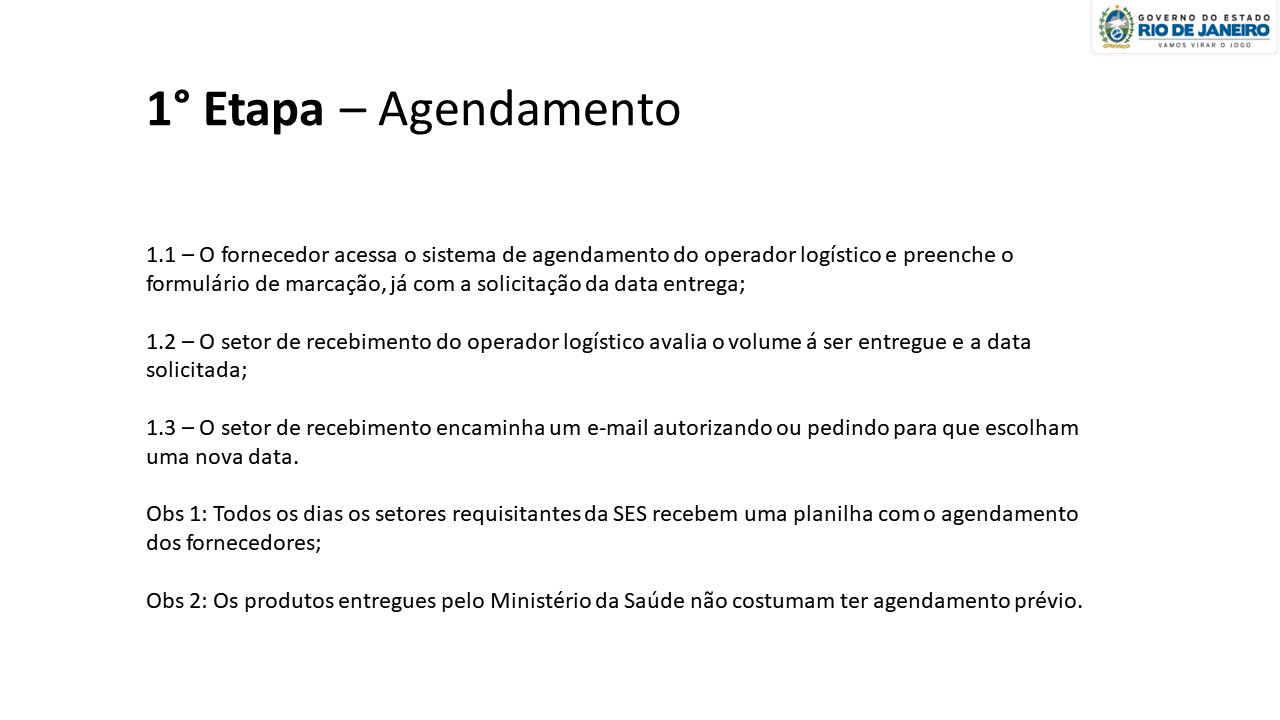 GOVERNO DO ESTADO
RIO DE JANEIRO
VAMOS VIRAR O JOGO
1° Etapa – Agendamento
1.1 – O fornecedor acessa o sistema de agendamento do operador logístico e preenche o
formulário de marcação, já com a solicitação da data entrega;
1.2 – O setor de recebimento do operador logístico avalia o volume á ser entregue e a data
solicitada;
1.3 – O setor de recebimento encaminha um e-mail autorizando ou pedindo para que escolham
uma nova data.
Obs 1: Todos os dias os setores requisitantes da SES recebem uma planilha com o agendamento
dos fornecedores;
Obs 2: Os produtos entregues pelo Ministério da Saúde não costumam ter agendamento prévio.